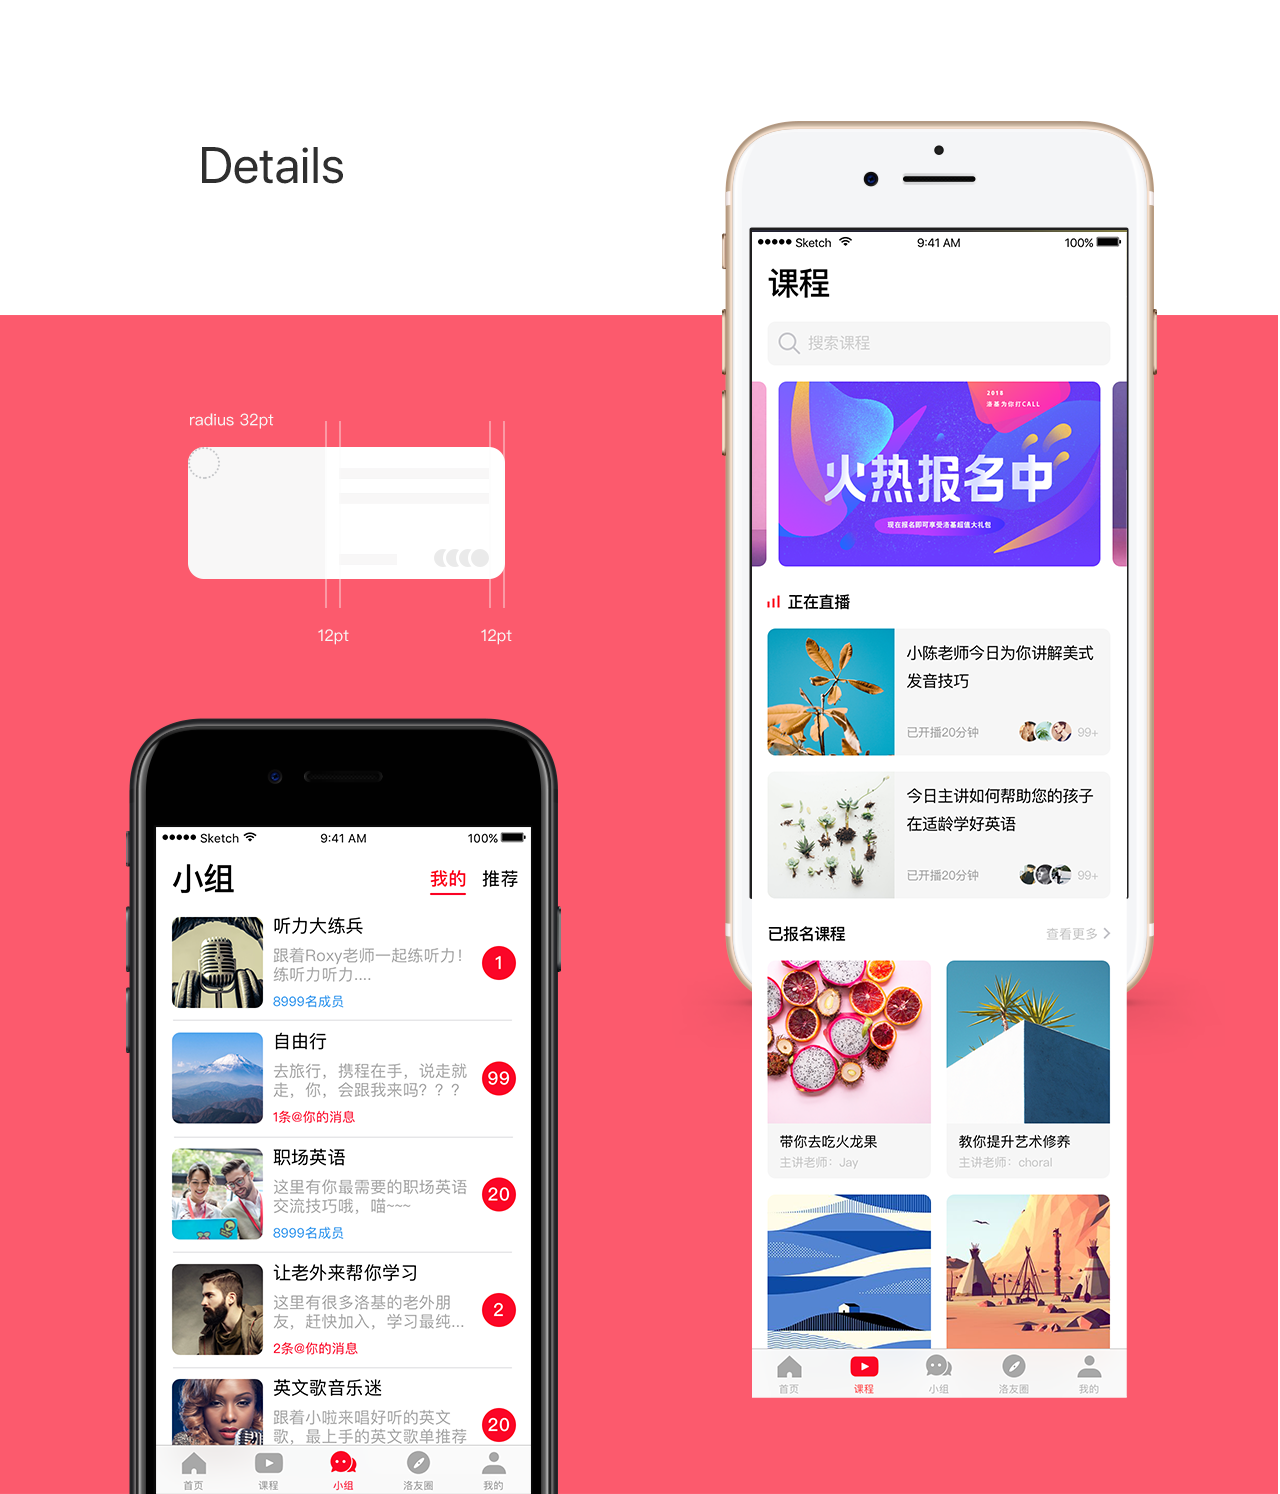 Details
radius 32pt
12pt
12pt
Sketch
9:41 AM
100%
课程
搜索课程
2018
洛基为你打CALL
火热报名中
现在报名即可享受洛基超值大礼包
正在直播
小陈老师今日为你讲解美式
发音技巧
已开播20分钟
99+
今日主讲如何帮助您的孩子
在适龄学好英语
已开播20分钟
99+
已报名课程
查看更多
带你去吃火龙果
主讲老师：Jay
教你提升艺术修养
主讲老师：choral
首页
课程
小组
洛友圈
我的
Sketch
9:41 AM
100%
小组
我的
推荐
听力大练兵
跟着Roxy老师一起练听力！
练听力听力....
8999名成员
1
自由行
去旅行，携程在手，说走就
走，你，会跟我来吗？？？
1条@你的消息
99
职场英语
这里有你最需要的职场英语
交流技巧哦，喵~~~
8999名成员
20
让老外来帮你学习
这里有很多洛基的老外朋
友，赶快加入，学习最纯...
2条@你的消息
2
英文歌音乐迷
跟着小啦来唱好听的英文
歌，最上手的英文歌单推荐
20
首页
课程
小组
洛友圈
我的